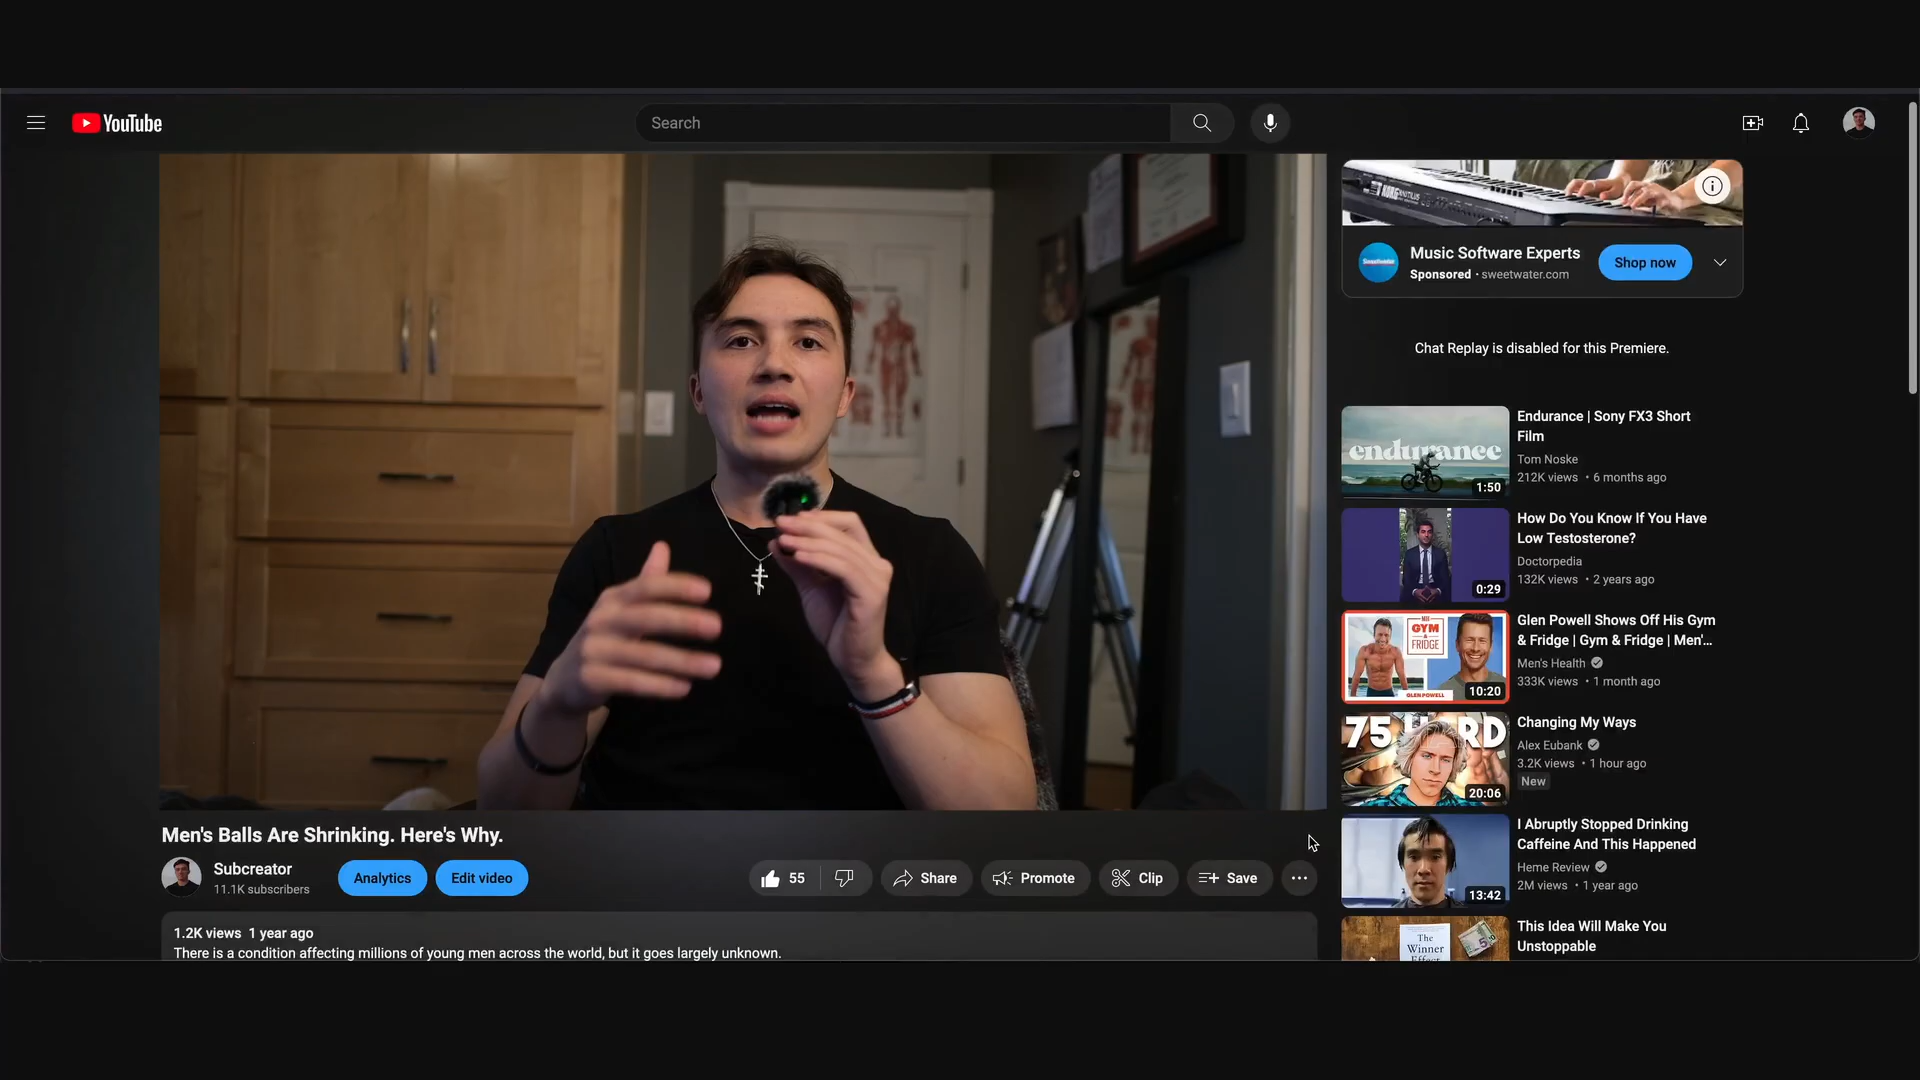 YouTube
Search
KORG NAUTILUS
Sweetwater
Music Software Experts
Sponsored · sweetwater.com
Shop now
Chat Replay is disabled for this Premiere.
endurance
1:50
Endurance | Sony FX3 Short
Film
Tom Noske
212K views • 6 months ago
0:29
How Do You Know If You Have
Low Testosterone?
Doctorpedia
132K views • 2 years ago
GYM
& FRIDGE
GLEN POWELL
10:20
Glen Powell Shows Off His Gym
& Fridge | Gym & Fridge | Men'...
Men's Health
333K views • 1 month ago
20:06
Changing My Ways
Alex Eubank
3.2K views • 1 hour ago
New
13:42
I Abruptly Stopped Drinking
Caffeine And This Happened
Heme Review
2M views • 1 year ago
The
Winner
Effect
This Idea Will Make You
Unstoppable
Men's Balls Are Shrinking. Here's Why.
Subcreator
11.1K subscribers
Analytics
Edit video
55
Share
Promote
Clip
Save
1.2K views 1 year ago
There is a condition affecting millions of young men across the world, but it goes largely unknown.